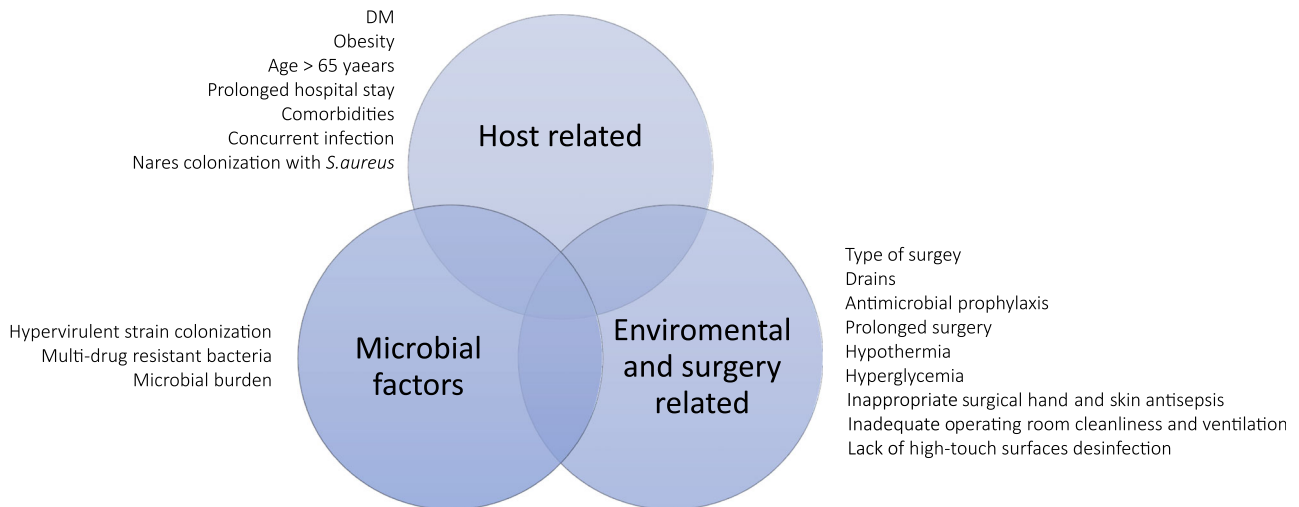 DM
Obesity
Age > 65 yaears
Prolonged hospital stay
Comorbidities
Concurrent infection
Nares colonization with S.aureus
Host related
Hypervirulent strain colonization
Multi-drug resistant bacteria
Microbial burden
Microbial
factors
Enviromental
and surgery
related
Type of surgey
Drains
Antimicrobial prophylaxis
Prolonged surgery
Hypothermia
Hyperglycemia
Inappropriate surgical hand and skin antisepsis
Inadequate operating room cleanliness and ventilation
Lack of high-touch surfaces desinfection